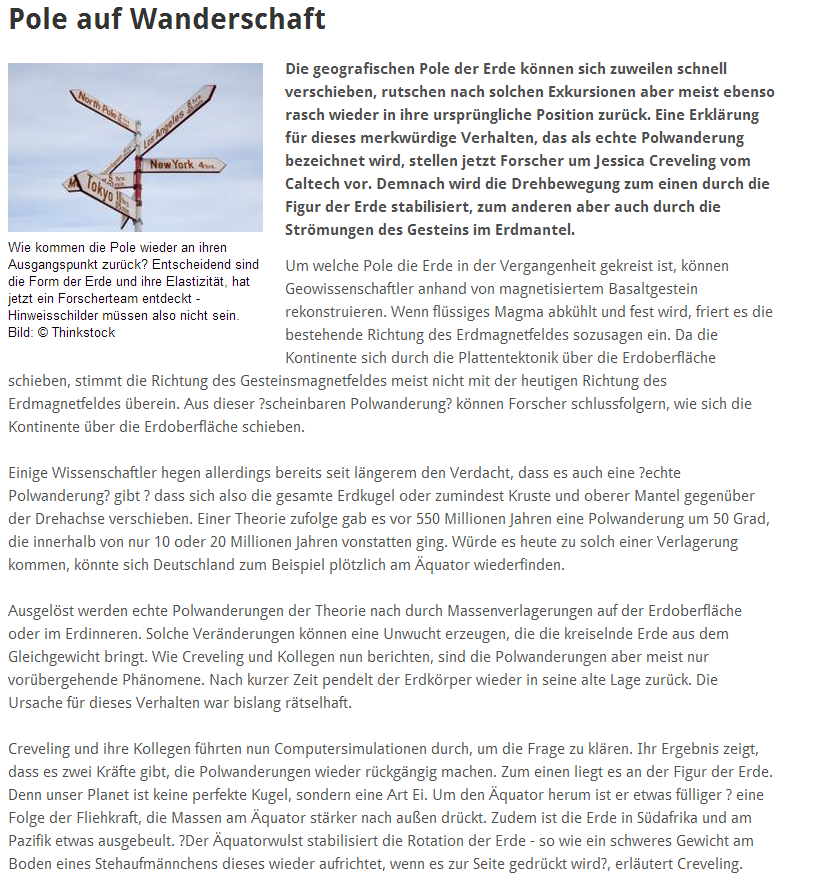 Pole auf Wanderschaft
North Pole
Los Angeles
New York 4
Tokyo
Wie kommen die Pole wieder an ihren
Ausgangspunkt zurück? Entscheidend sind
die Form der Erde und ihre Elastizität, hat
jetzt ein Forscherteam entdeckt -
Hinweisschilder müssen also nicht sein.
Bild: © Thinkstock
Die geografischen Pole der Erde können sich zuweilen schnell
verschieben, rutschen nach solchen Exkursionen aber meist ebenso
rasch wieder in ihre ursprüngliche Position zurück. Eine Erklärung
für dieses merkwürdige Verhalten, das als echte Polwanderung
bezeichnet wird, stellen jetzt Forscher um Jessica Creveling vom
Caltech vor. Demnach wird die Drehbewegung zum einen durch die
Figur der Erde stabilisiert, zum anderen aber auch durch die
Strömungen des Gesteins im Erdmantel.
Um welche Pole die Erde in der Vergangenheit gekreist ist, können
Geowissenschaftler anhand von magnetisiertem Basaltgestein
rekonstruieren. Wenn flüssiges Magma abkühlt und fest wird, friert es die
bestehende Richtung des Erdmagnetfeldes sozusagen ein. Da die
Kontinente sich durch die Plattentektonik über die Erdoberfläche
schieben, stimmt die Richtung des Gesteinsmagnetfeldes meist nicht mit der heutigen Richtung des
Erdmagnetfeldes überein. Aus dieser ?scheinbaren Polwanderung? können Forscher schlussfolgern, wie sich die
Kontinente über die Erdoberfläche schieben.
Einige Wissenschaftler hegen allerdings bereits seit längerem den Verdacht, dass es auch eine ?echte
Polwanderung? gibt ? dass sich also die gesamte Erdkugel oder zumindest Kruste und oberer Mantel gegenüber
der Drehachse verschieben. Einer Theorie zufolge gab es vor 550 Millionen Jahren eine Polwanderung um 50 Grad,
die innerhalb von nur 10 oder 20 Millionen Jahren vonstatten ging. Würde es heute zu solch einer Verlagerung
kommen, könnte sich Deutschland zum Beispiel plötzlich am Äquator wiederfinden.
Ausgelöst werden echte Polwanderungen der Theorie nach durch Massenverlagerungen auf der Erdoberfläche
oder im Erdinneren. Solche Veränderungen können eine Unwucht erzeugen, die die kreiselnde Erde aus dem
Gleichgewicht bringt. Wie Creveling und Kollegen nun berichten, sind die Polwanderungen aber meist nur
vorübergehende Phänomene. Nach kurzer Zeit pendelt der Erdkörper wieder in seine alte Lage zurück. Die
Ursache für dieses Verhalten war bislang rätselhaft.
Creveling und ihre Kollegen führten nun Computersimulationen durch, um die Frage zu klären. Ihr Ergebnis zeigt,
dass es zwei Kräfte gibt, die Polwanderungen wieder rückgängig machen. Zum einen liegt es an der Figur der Erde.
Denn unser Planet ist keine perfekte Kugel, sondern eine Art Ei. Um den Äquator herum ist er etwas fülliger ? eine
Folge der Fliehkraft, die Massen am Äquator stärker nach außen drückt. Zudem ist die Erde in Südafrika und am
Pazifik etwas ausgebeult. ?Der Äquatorwulst stabilisiert die Rotation der Erde - so wie ein schweres Gewicht am
Boden eines Stehaufmännchens dieses wieder aufrichtet, wenn es zur Seite gedrückt wird?, erläutert Creveling.